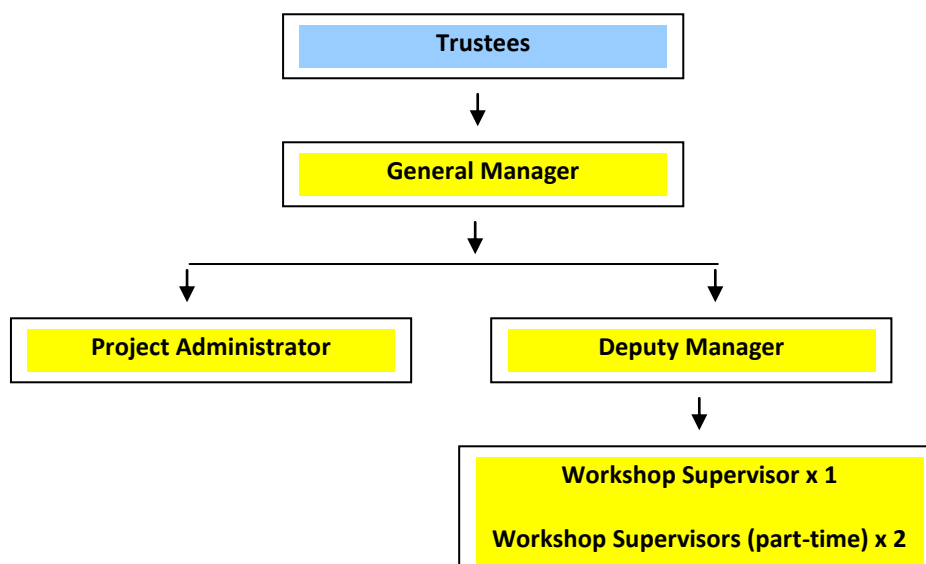 Trustees
General Manager
Project Administrator
Deputy Manager
Workshop Supervisor x 1
Workshop Supervisors (part-time) x 2